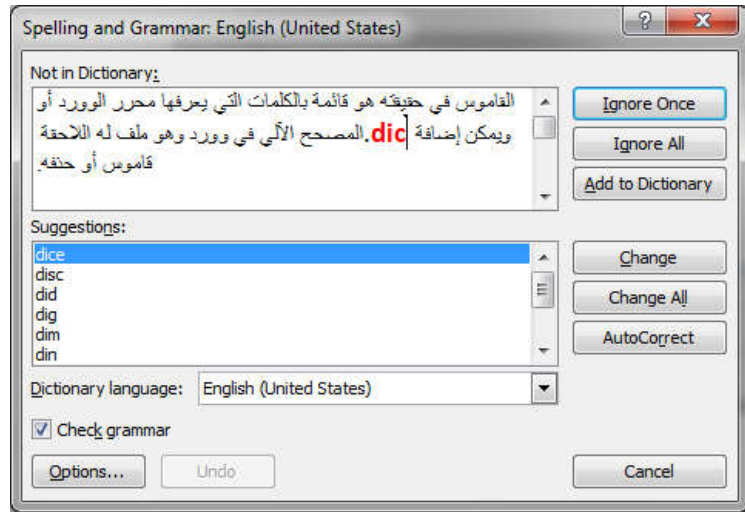 Spelling and Grammar: English (United States)
Not in Dictionary:
القاموس في حقيقته هو قائمة بالكلمات التي يعرفها محرر الوورد أو
المصحح الآلي في وورد وهو ملف له اللاحقة .dic ويمكن إضافة
قاموس أو حذفه.
Ignore Once
Ignore All
Add to Dictionary
Suggestions:
dice
disc
did
dig
dim
din
Change
Change All
AutoCorrect
Dictionary language: English (United States)
Check grammar
Options... Undo Cancel